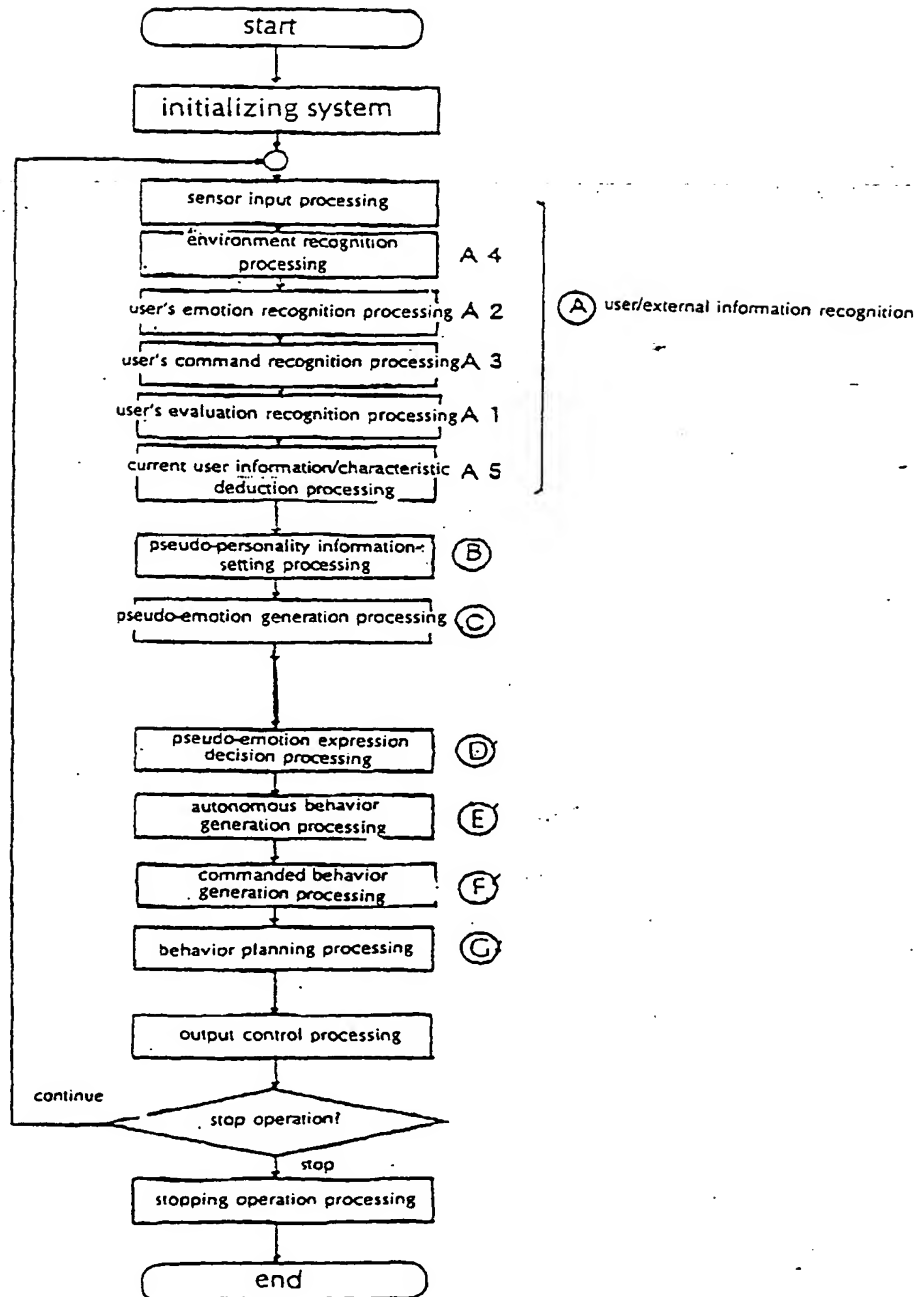 start
initializing system
sensor input processing
environment recognition
processing
A 4
user's emotion recognition processing
A 2
A user/external information recognition
user's command recognition processing
A 3
user's evaluation recognition processing
A 1
current user information/characteristic
deduction processing
A 5
pseudo-personality information-
setting processing
B
pseudo-emotion generation processing
C
pseudo-emotion expression
decision processing
D
autonomous behavior
generation processing
E
commanded behavior
generation processing
F
behavior planning processing
G
output control processing
continue
stop operation?
stop
stopping operation processing
end